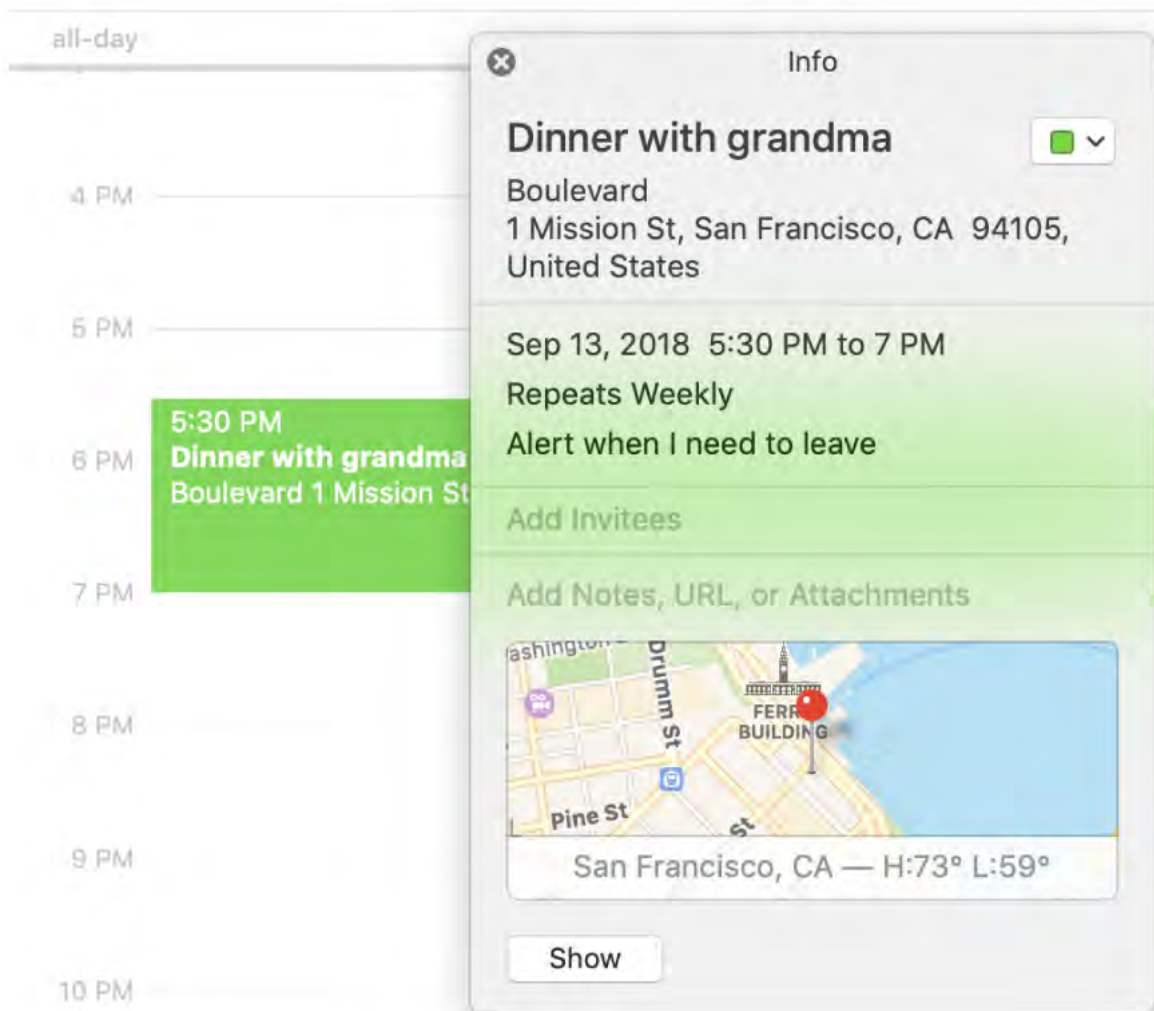 all-day
4 PM
5 PM
6 PM
7 PM
8 PM
9 PM
10 PM
5:30 PM
Dinner with grandma
Boulevard 1 Mission St
Info
Dinner with grandma
Boulevard
1 Mission St, San Francisco, CA 94105,
United States
Sep 13, 2018 5:30 PM to 7 PM
Repeats Weekly
Alert when I need to leave
Add Invitees
Add Notes, URL, or Attachments
Drumm St
BUILDING
Pine St
St
San Francisco, CA — H:73° L:59°
Show